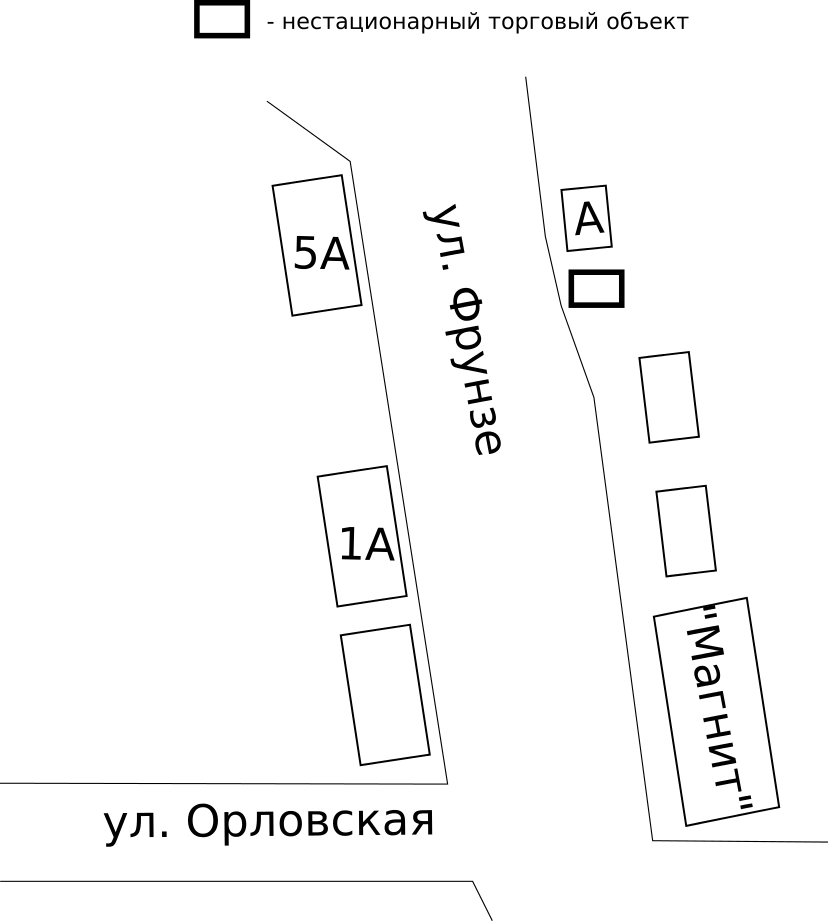 - нестационарный торговый объект
А
5А
ул. Фрунзе
1А
"Магнит"
ул. Орловская